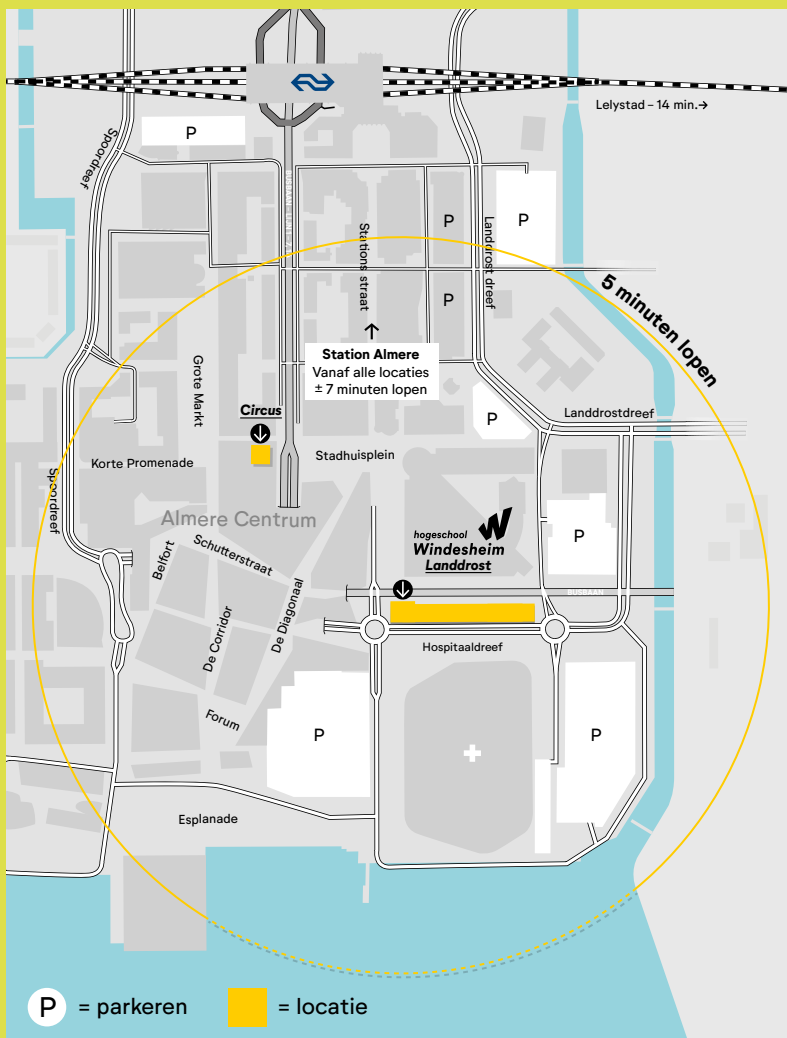 Lelystad – 14 min.→
P
Spoordreef
BUSBAAN
P
P
Landdrost dreef
Stations straat
P
5 minuten lopen
Station Almere
Vanaf alle locaties
± 7 minuten lopen
Grote Markt
Circus
P
Landdrostdreef
Korte Promenade
Stadhuisplein
Spoordreef
Almere Centrum
hogeschool
Windesheim
Landdrost
P
Belfort
Schutterstraat
BUSBAAN
De Corridor
De Diagonaal
Hospitaaldreef
Forum
P
P
Esplanade
P = parkeren
= locatie